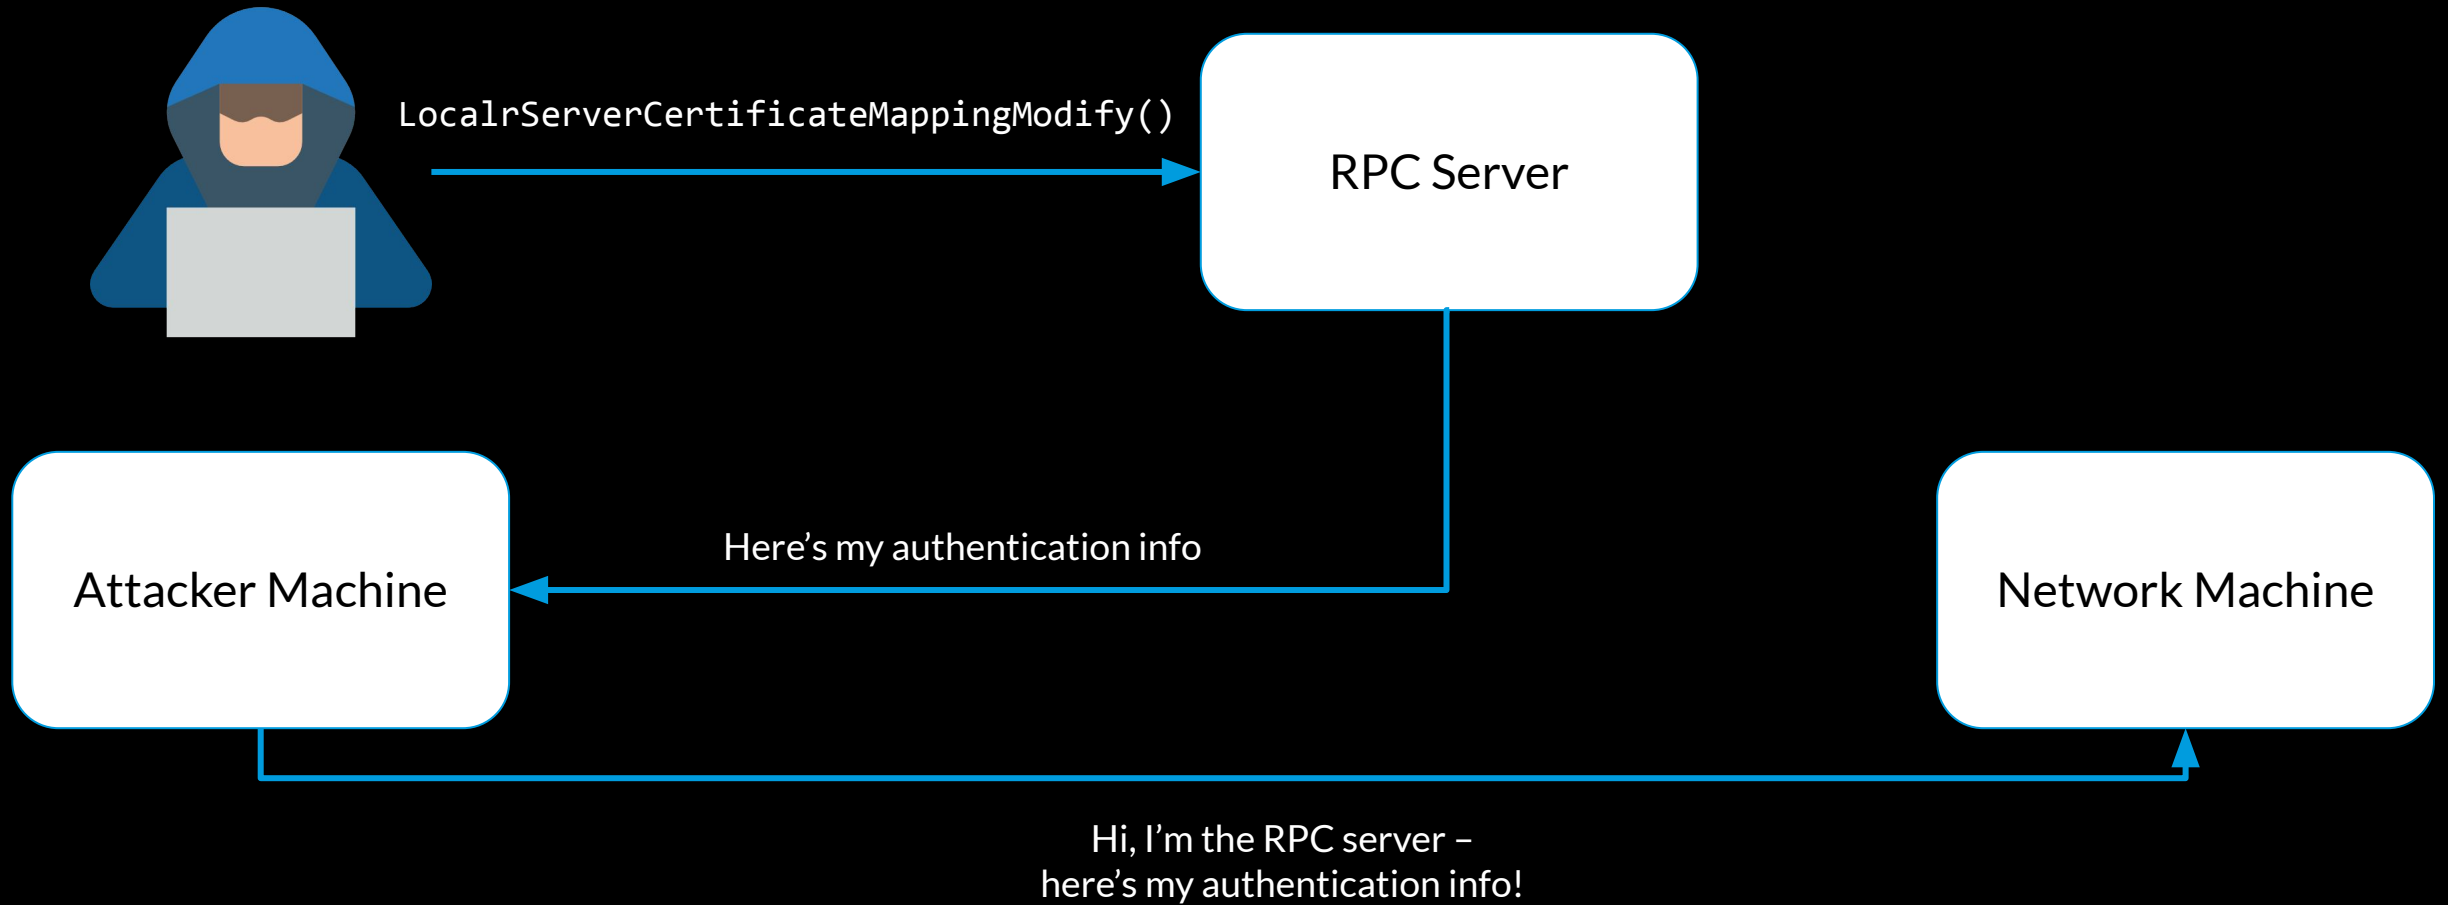 LocalrServerCertificateMappingModify()
RPC Server
Here’s my authentication info
Attacker Machine
Network Machine
Hi, I’m the RPC server –
here’s my authentication info!